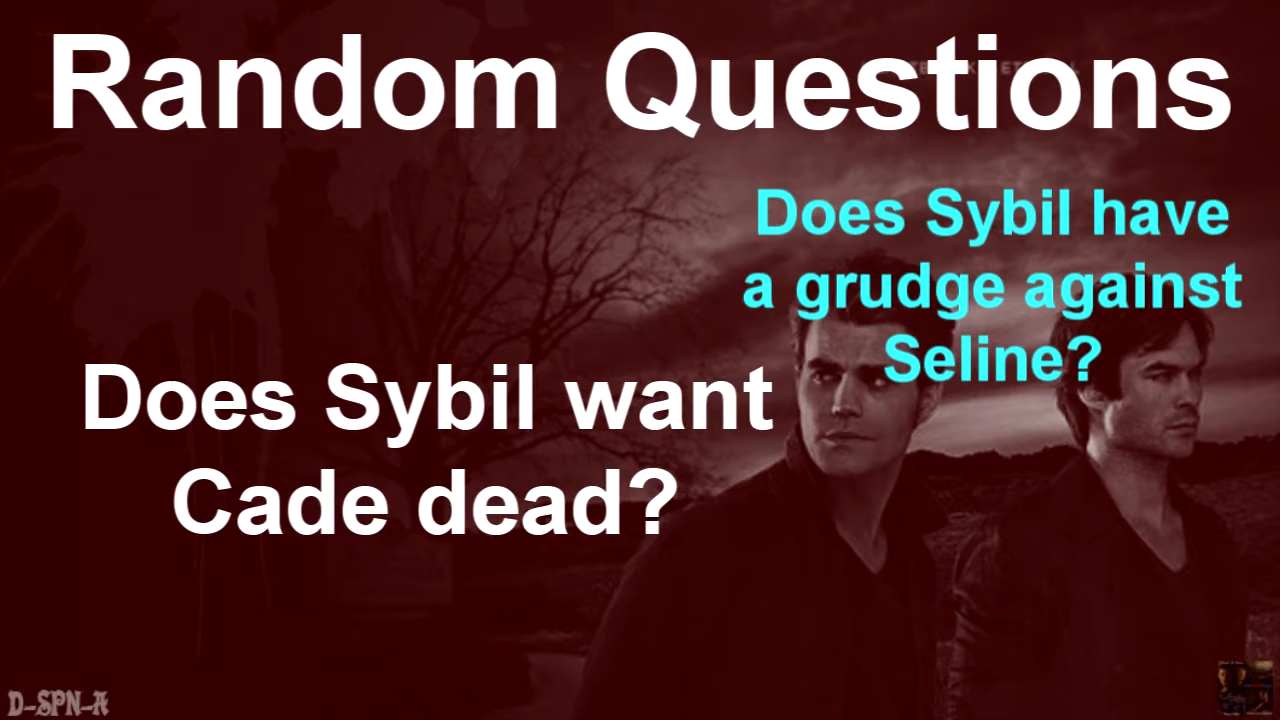 Random Questions
Does Sybil have
a grudge against
Seline?
Does Sybil want
Cade dead?
D-SPN-A